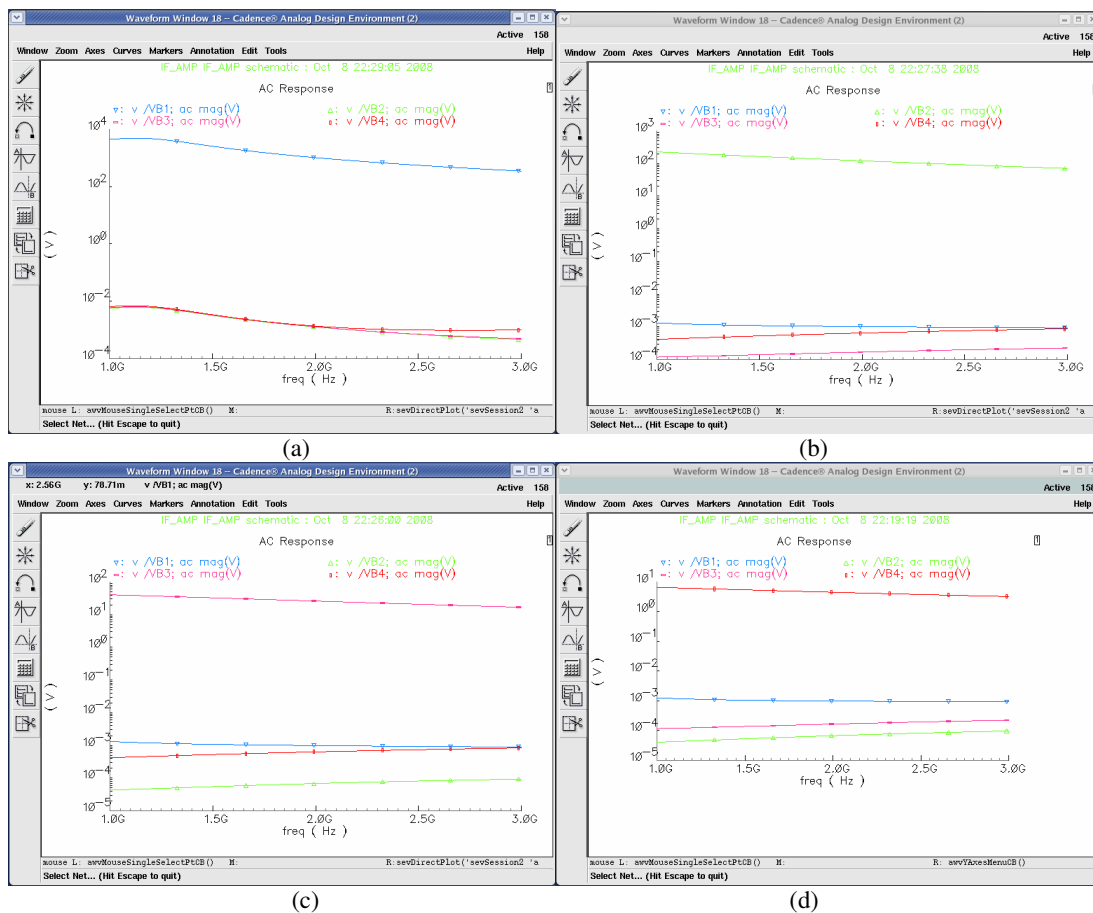 Waveform Window 18 – Cadence® Analog Design Environment (2)
Active 158
Window Zoom Axes Curves Markers Annotation Edit Tools Help
IF_AMP IF_AMP schematic : Oct 8 22:29:05 2008
AC Response
1
▽: v /VB1; ac mag(V) △: v /VB2; ac mag(V)
-: v /VB3; ac mag(V) ▯: v /VB4; ac mag(V)
10^4
10^2
10^0
10^-2
10^-4
(V)
1.0G 1.5G 2.0G 2.5G 3.0G
freq ( Hz )
mouse L: awvMouseSingleSelectPtCB() M: R:sevDirectPlot('sevSession2 'a
Select Net... (Hit Escape to quit)
(a)
Waveform Window 18 – Cadence® Analog Design Environment (2)
Active 158
Window Zoom Axes Curves Markers Annotation Edit Tools Help
IF_AMP IF_AMP schematic : Oct 8 22:27:38 2008
AC Response
▽: v /VB1; ac mag(V) △: v /VB2; ac mag(V)
-: v /VB3; ac mag(V) ▯: v /VB4; ac mag(V)
10^3
10^2
10^1
10^0
10^-1
10^-2
10^-3
10^-4
(V)
1.0G 1.5G 2.0G 2.5G 3.0G
freq ( Hz )
mouse L: awvMouseSingleSelectPtCB() M: R:sevDirectPlot('sevSession2 'a
Select Net... (Hit Escape to quit)
(b)
Waveform Window 18 – Cadence® Analog Design Environment (2)
x: 2.56G y: 78.71m v /VB1; ac mag(V) Active 158
Window Zoom Axes Curves Markers Annotation Edit Tools Help
IF_AMP IF_AMP schematic : Oct 8 22:26:00 2008
AC Response
1
▽: v /VB1; ac mag(V) △: v /VB2; ac mag(V)
-: v /VB3; ac mag(V) ▯: v /VB4; ac mag(V)
10^2
10^1
10^0
10^-1
10^-2
10^-3
10^-4
10^-5
(V)
1.0G 1.5G 2.0G 2.5G 3.0G
freq ( Hz )
mouse L: awvMouseSingleSelectPtCB() M: R:sevDirectPlot('sevSession2 'a
Select Net... (Hit Escape to quit)
(c)
Waveform Window 18 – Cadence® Analog Design Environment (2)
Active 158
Window Zoom Axes Curves Markers Annotation Edit Tools Help
IF_AMP IF_AMP schematic : Oct 8 22:19:19 2008
AC Response
1
▽: v /VB1; ac mag(V) △: v /VB2; ac mag(V)
-: v /VB3; ac mag(V) ▯: v /VB4; ac mag(V)
10^1
10^0
10^-1
10^-2
10^-3
10^-4
10^-5
(V)
1.0G 1.5G 2.0G 2.5G 3.0G
freq ( Hz )
mouse L: awvMouseSingleSelectPtCB() M: R: awvYAxesMenuCB()
Select Net... (Hit Escape to quit)
(d)